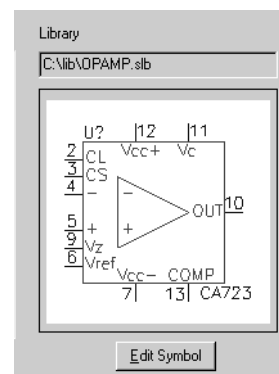 Library
C:\lib\OPAMP.slb
U? 12 11
2 CL Vcc+ Vc
3 CS
4 − −
OUT 10
5 + +
9 Vz
6 Vref
Vcc− COMP
7 13 CA723
Edit Symbol